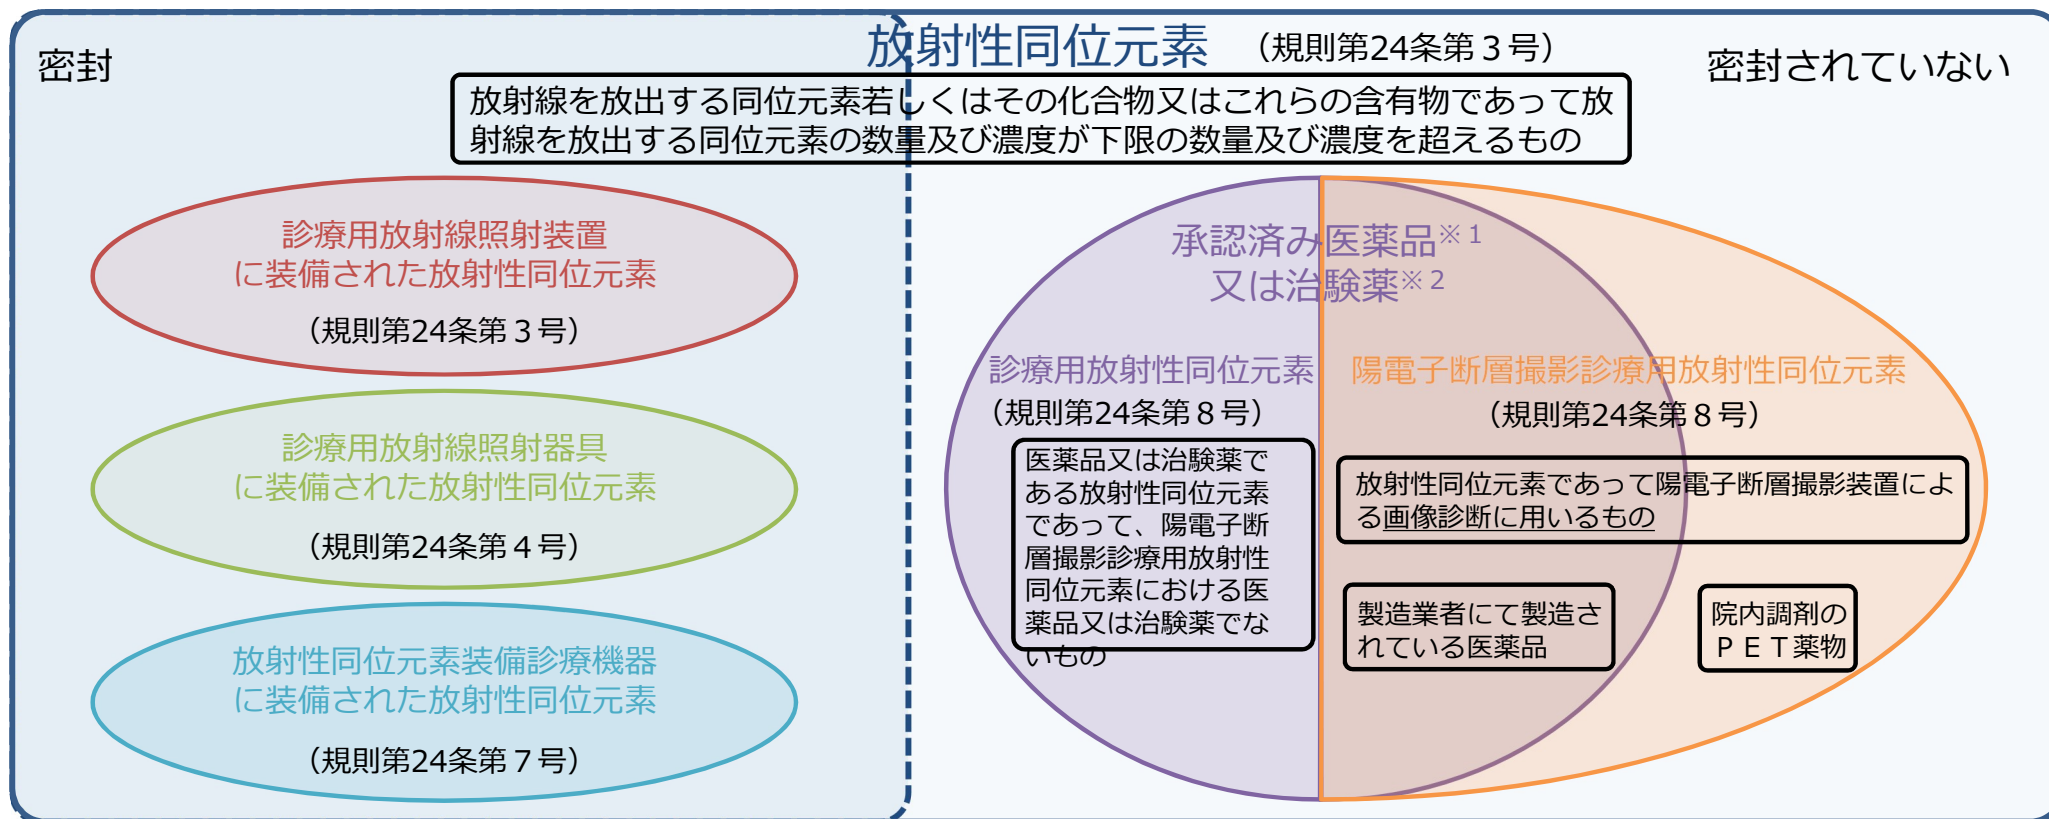 放射性同位元素 （規則第24条第３号）
密封
密封されていない
放射線を放出する同位元素若しくはその化合物又はこれらの含有物であって放
射線を放出する同位元素の数量及び濃度が下限の数量及び濃度を超えるもの
診療用放射線照射装置
に装備された放射性同位元素
（規則第24条第３号）
診療用放射線照射器具
に装備された放射性同位元素
（規則第24条第４号）
放射性同位元素装備診療機器
に装備された放射性同位元素
（規則第24条第７号）
承認済み医薬品※１
又は治験薬※２
診療用放射性同位元素
（規則第24条第８号）
医薬品又は治験薬で
ある放射性同位元素
であって、陽電子断
層撮影診療用放射性
同位元素における医
薬品又は治験薬でな
いもの
陽電子断層撮影診療用放射性同位元素
（規則第24条第８号）
放射性同位元素であって陽電子断層撮影装置によ
る画像診断に用いるもの
製造業者にて製造さ
れている医薬品
院内調剤の
ＰＥＴ薬物